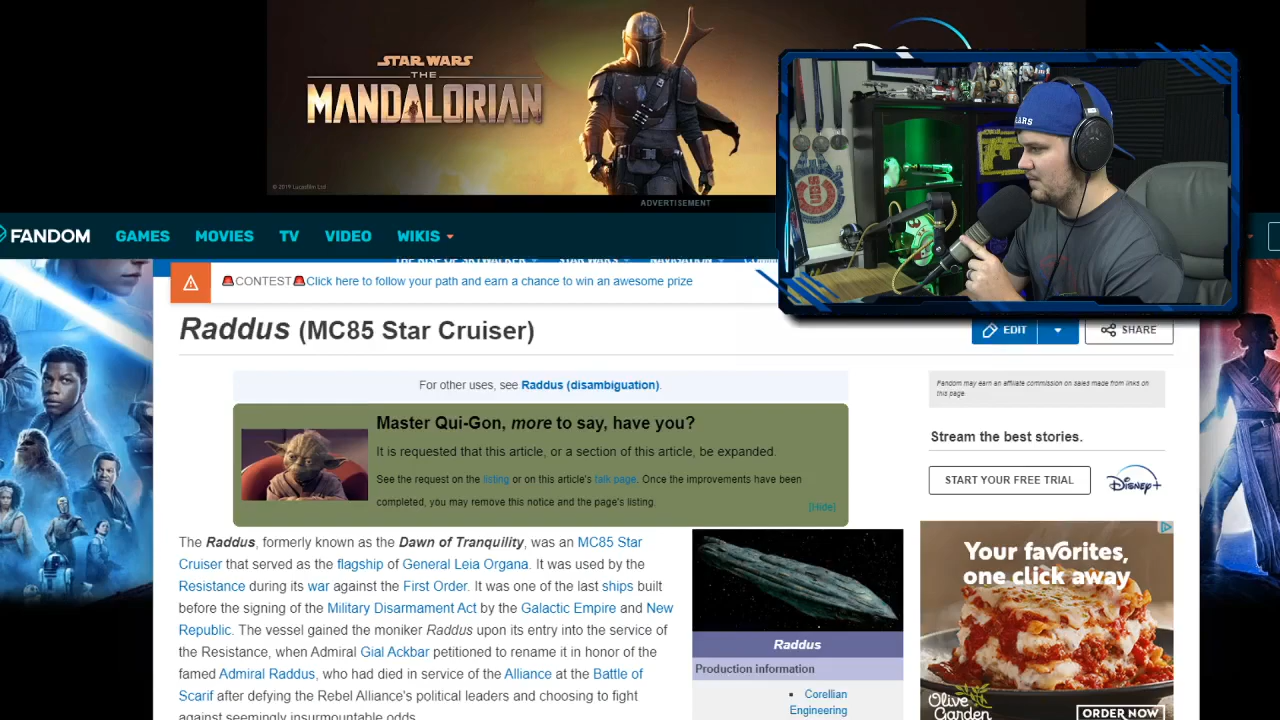 STAR WARS
THE
MANDALORIAN
© 2019 Lucasfilm Ltd
ADVERTISEMENT
FANDOM GAMES MOVIES TV VIDEO WIKIS
CONTEST Click here to follow your path and earn a chance to win an awesome prize
Raddus (MC85 Star Cruiser)
EDIT SHARE
For other uses, see Raddus (disambiguation).
Master Qui-Gon, more to say, have you?
It is requested that this article, or a section of this article, be expanded.
See the request on the listing or on this article's talk page. Once the improvements have been
completed, you may remove this notice and the page's listing.
[Hide]
The Raddus, formerly known as the Dawn of Tranquility, was an MC85 Star
Cruiser that served as the flagship of General Leia Organa. It was used by the
Resistance during its war against the First Order. It was one of the last ships built
before the signing of the Military Disarmament Act by the Galactic Empire and New
Republic. The vessel gained the moniker Raddus upon its entry into the service of
the Resistance, when Admiral Gial Ackbar petitioned to rename it in honor of the
famed Admiral Raddus, who had died in service of the Alliance at the Battle of
Scarif after defying the Rebel Alliance's political leaders and choosing to fight
against seemingly insurmountable odds.
Raddus
Production information
Corellian
Engineering
Fandom may earn an affiliate commission on sales made from links on
this page.
Stream the best stories.
START YOUR FREE TRIAL
Disney+
Your favorites,
one click away
Olive
Garden
ORDER NOW